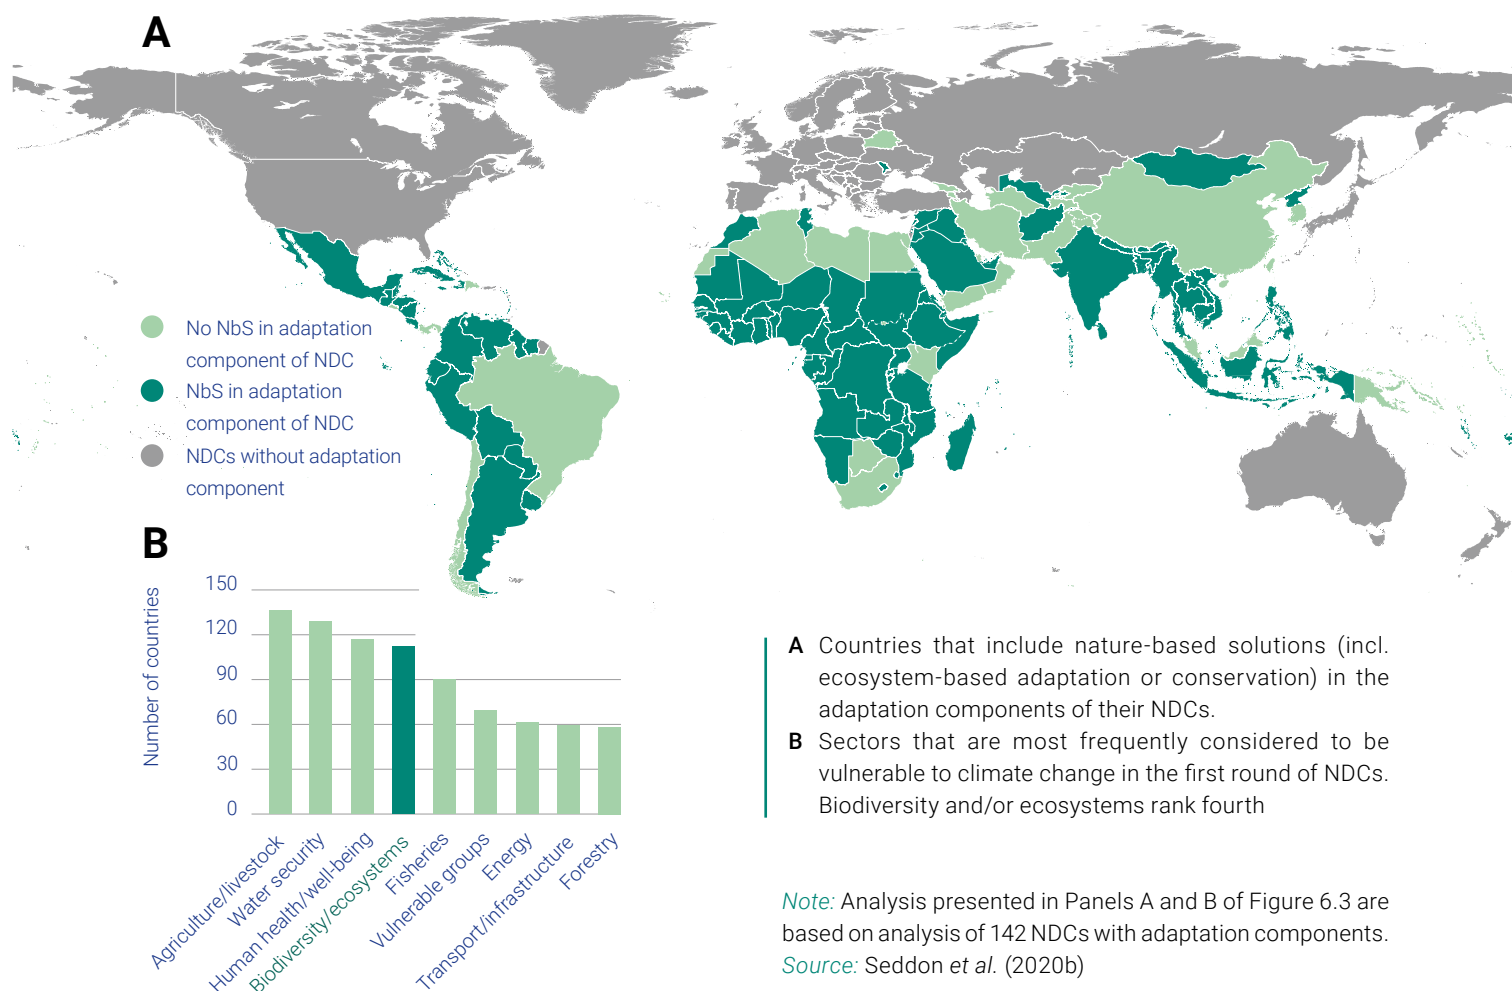 A
No NbS in adaptation
component of NDC
NbS in adaptation
component of NDC
NDCs without adaptation
component
B
Number of countries
150
120
90
60
30
0
Agriculture/livestock
Water security
Human health/well-being
Biodiversity/ecosystems
Fisheries
Vulnerable groups
Energy
Transport/infrastructure
Forestry
A Countries that include nature-based solutions (incl.
ecosystem-based adaptation or conservation) in the
adaptation components of their NDCs.
B Sectors that are most frequently considered to be
vulnerable to climate change in the first round of NDCs.
Biodiversity and/or ecosystems rank fourth
Note: Analysis presented in Panels A and B of Figure 6.3 are
based on analysis of 142 NDCs with adaptation components.
Source: Seddon et al. (2020b)